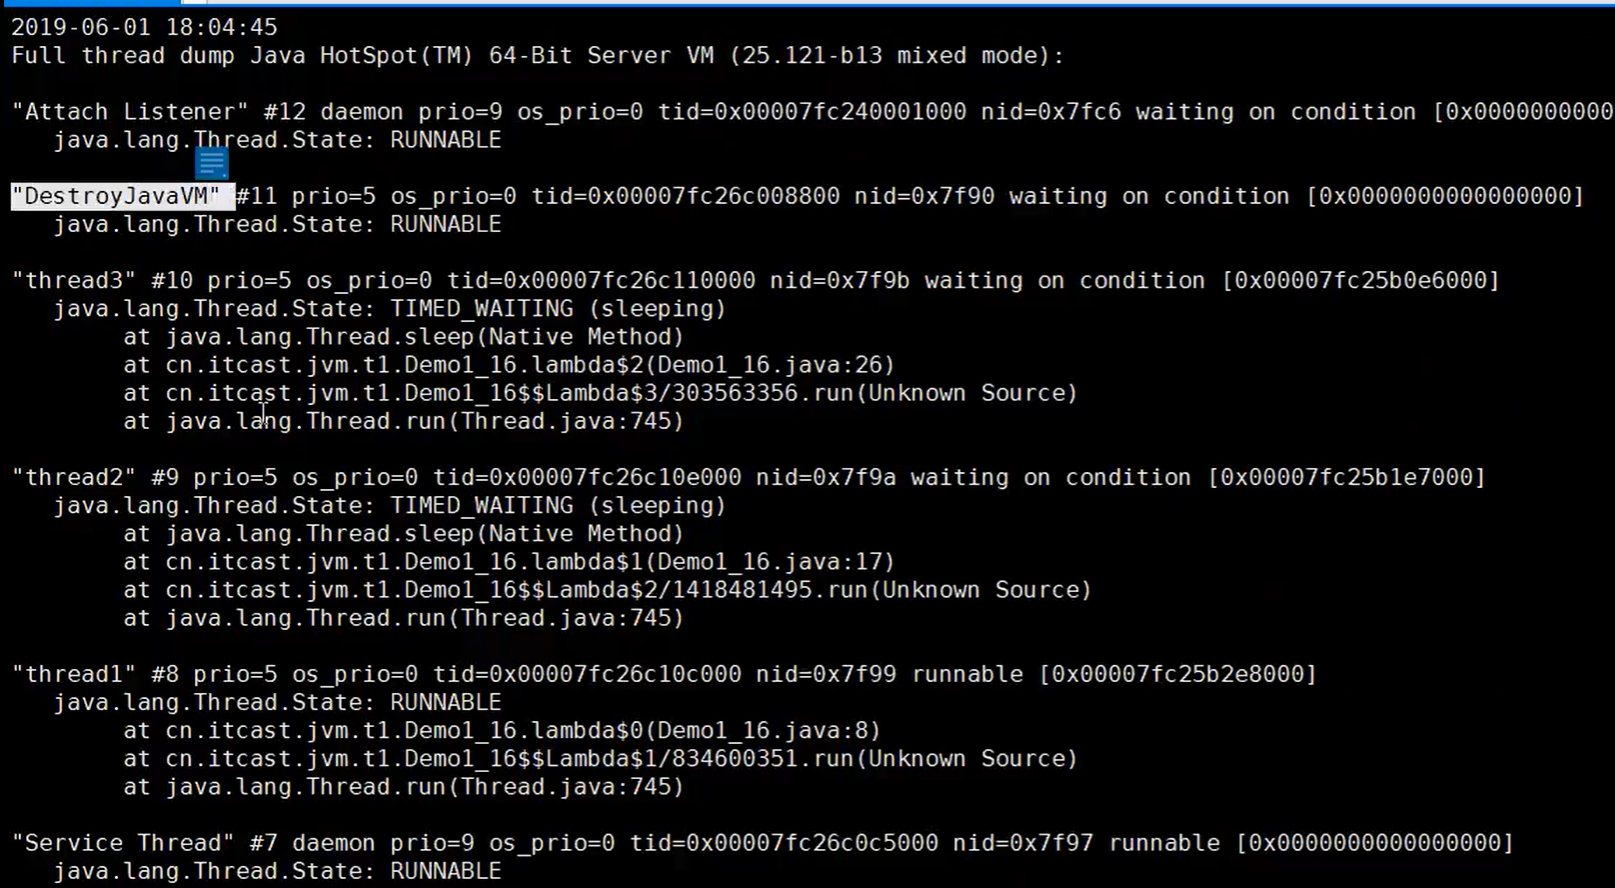 2019-06-01 18:04:45
Full thread dump Java HotSpot(TM) 64-Bit Server VM (25.121-b13 mixed mode):
"Attach Listener" #12 daemon prio=9 os_prio=0 tid=0x00007fc240001000 nid=0x7fc6 waiting on condition [0x0000000000
java.lang.Thread.State: RUNNABLE
"DestroyJavaVM" #11 prio=5 os_prio=0 tid=0x00007fc26c008800 nid=0x7f90 waiting on condition [0x0000000000000000]
java.lang.Thread.State: RUNNABLE
"thread3" #10 prio=5 os_prio=0 tid=0x00007fc26c110000 nid=0x7f9b waiting on condition [0x00007fc25b0e6000]
java.lang.Thread.State: TIMED_WAITING (sleeping)
at java.lang.Thread.sleep(Native Method)
at cn.itcast.jvm.t1.Demo1_16.lambda$2(Demo1_16.java:26)
at cn.itcast.jvm.t1.Demo1_16$$Lambda$3/303563356.run(Unknown Source)
at java.lang.Thread.run(Thread.java:745)
"thread2" #9 prio=5 os_prio=0 tid=0x00007fc26c10e000 nid=0x7f9a waiting on condition [0x00007fc25b1e7000]
java.lang.Thread.State: TIMED_WAITING (sleeping)
at java.lang.Thread.sleep(Native Method)
at cn.itcast.jvm.t1.Demo1_16.lambda$1(Demo1_16.java:17)
at cn.itcast.jvm.t1.Demo1_16$$Lambda$2/1418481495.run(Unknown Source)
at java.lang.Thread.run(Thread.java:745)
"thread1" #8 prio=5 os_prio=0 tid=0x00007fc26c10c000 nid=0x7f99 runnable [0x00007fc25b2e8000]
java.lang.Thread.State: RUNNABLE
at cn.itcast.jvm.t1.Demo1_16.lambda$0(Demo1_16.java:8)
at cn.itcast.jvm.t1.Demo1_16$$Lambda$1/834600351.run(Unknown Source)
at java.lang.Thread.run(Thread.java:745)
"Service Thread" #7 daemon prio=9 os_prio=0 tid=0x00007fc26c0c5000 nid=0x7f97 runnable [0x0000000000000000]
java.lang.Thread.State: RUNNABLE